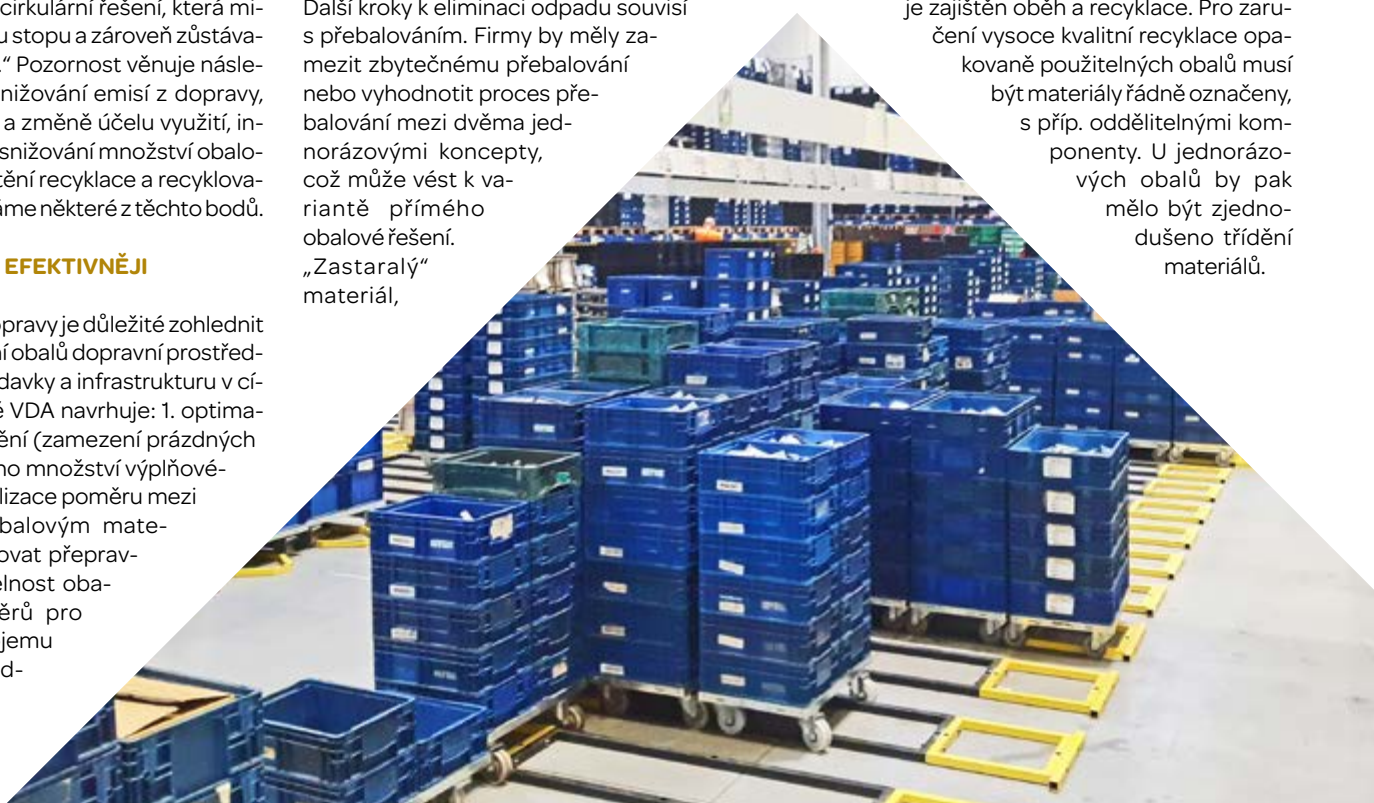 cirkulární řešení, která mi-
u stopu a zároveň zůstáva-
.“ Pozornost věnuje násle-
nižování emisí z dopravy,
a změně účelu využití, in-
snižování množství obalo-
tění recyklace a recyklova-
áme některé z těchto bodů.
EFEKTIVNĚJI
opravy je důležité zohlednit
ní obalů dopravní prostřed-
davky a infrastrukturu v cí-
é VDA navrhuje: 1. optima-
ění (zamezení prázdných
ho množství výplňové-
lizace poměru mezi
balovým mate-
ovat přeprav-
elnost oba-
ěrů pro
jemu
d-
Další kroky k eliminaci odpadu souvisí
s přebalováním. Firmy by měly za-
mezit zbytečnému přebalování
nebo vyhodnotit proces pře-
balování mezi dvěma jed-
norázovými koncepty,
což může vést k va-
riantě přímého
obalové řešení.
„Zastaralý“
materiál,
je zajištěn oběh a recyklace. Pro zaru-
čení vysoce kvalitní recyklace opa-
kovaně použitelných obalů musí
být materiály řádně označeny,
s příp. oddělitelnými kom-
ponenty. U jednorázo-
vých obalů by pak
mělo být zjedno-
dušeno třídění
materiálů.